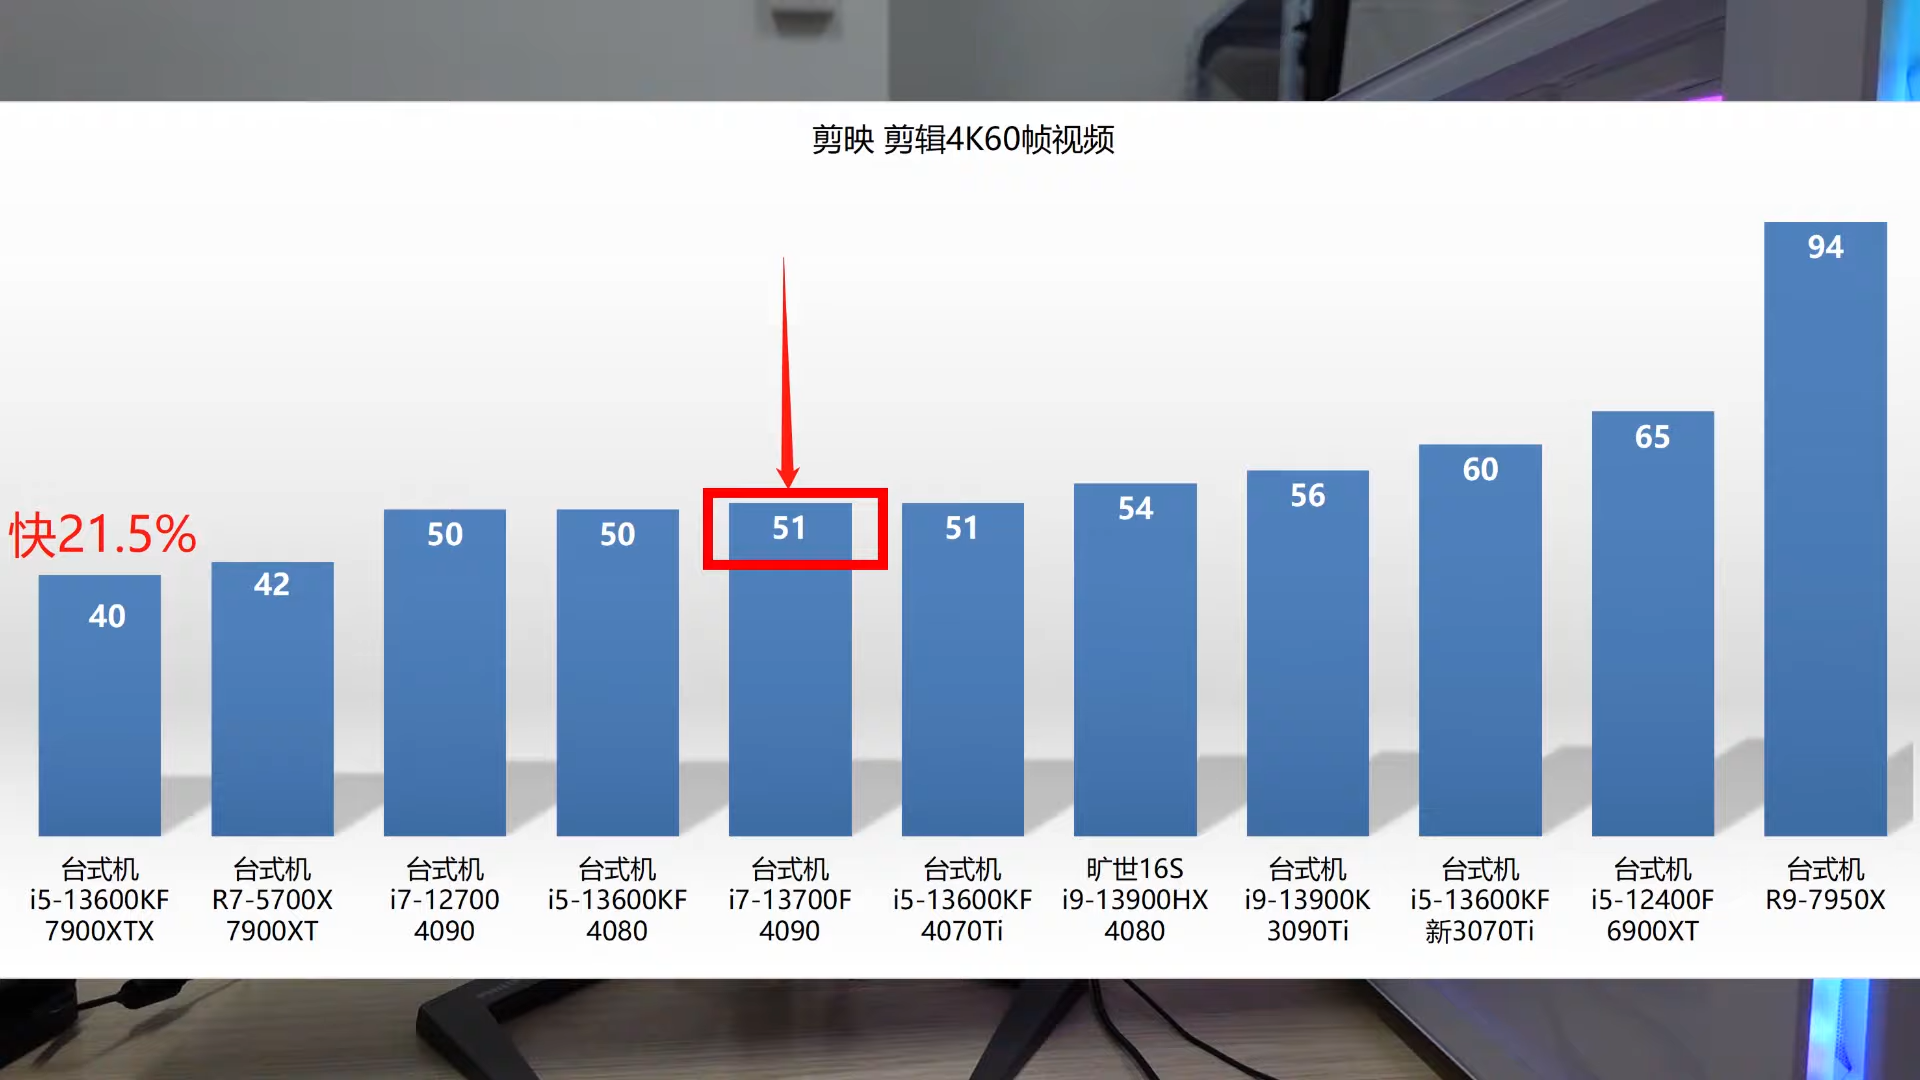 剪映 剪辑4K60帧视频
快21.5%
40
42
50
50
51
51
54
56
60
65
94
台式机
i5-13600KF
7900XTX
台式机
R7-5700X
7900XT
台式机
i7-12700
4090
台式机
i5-13600KF
4080
台式机
i7-13700F
4090
台式机
i5-13600KF
4070Ti
旷世16S
i9-13900HX
4080
台式机
i9-13900K
3090Ti
台式机
i5-13600KF
新3070Ti
台式机
i5-12400F
6900XT
台式机
R9-7950X